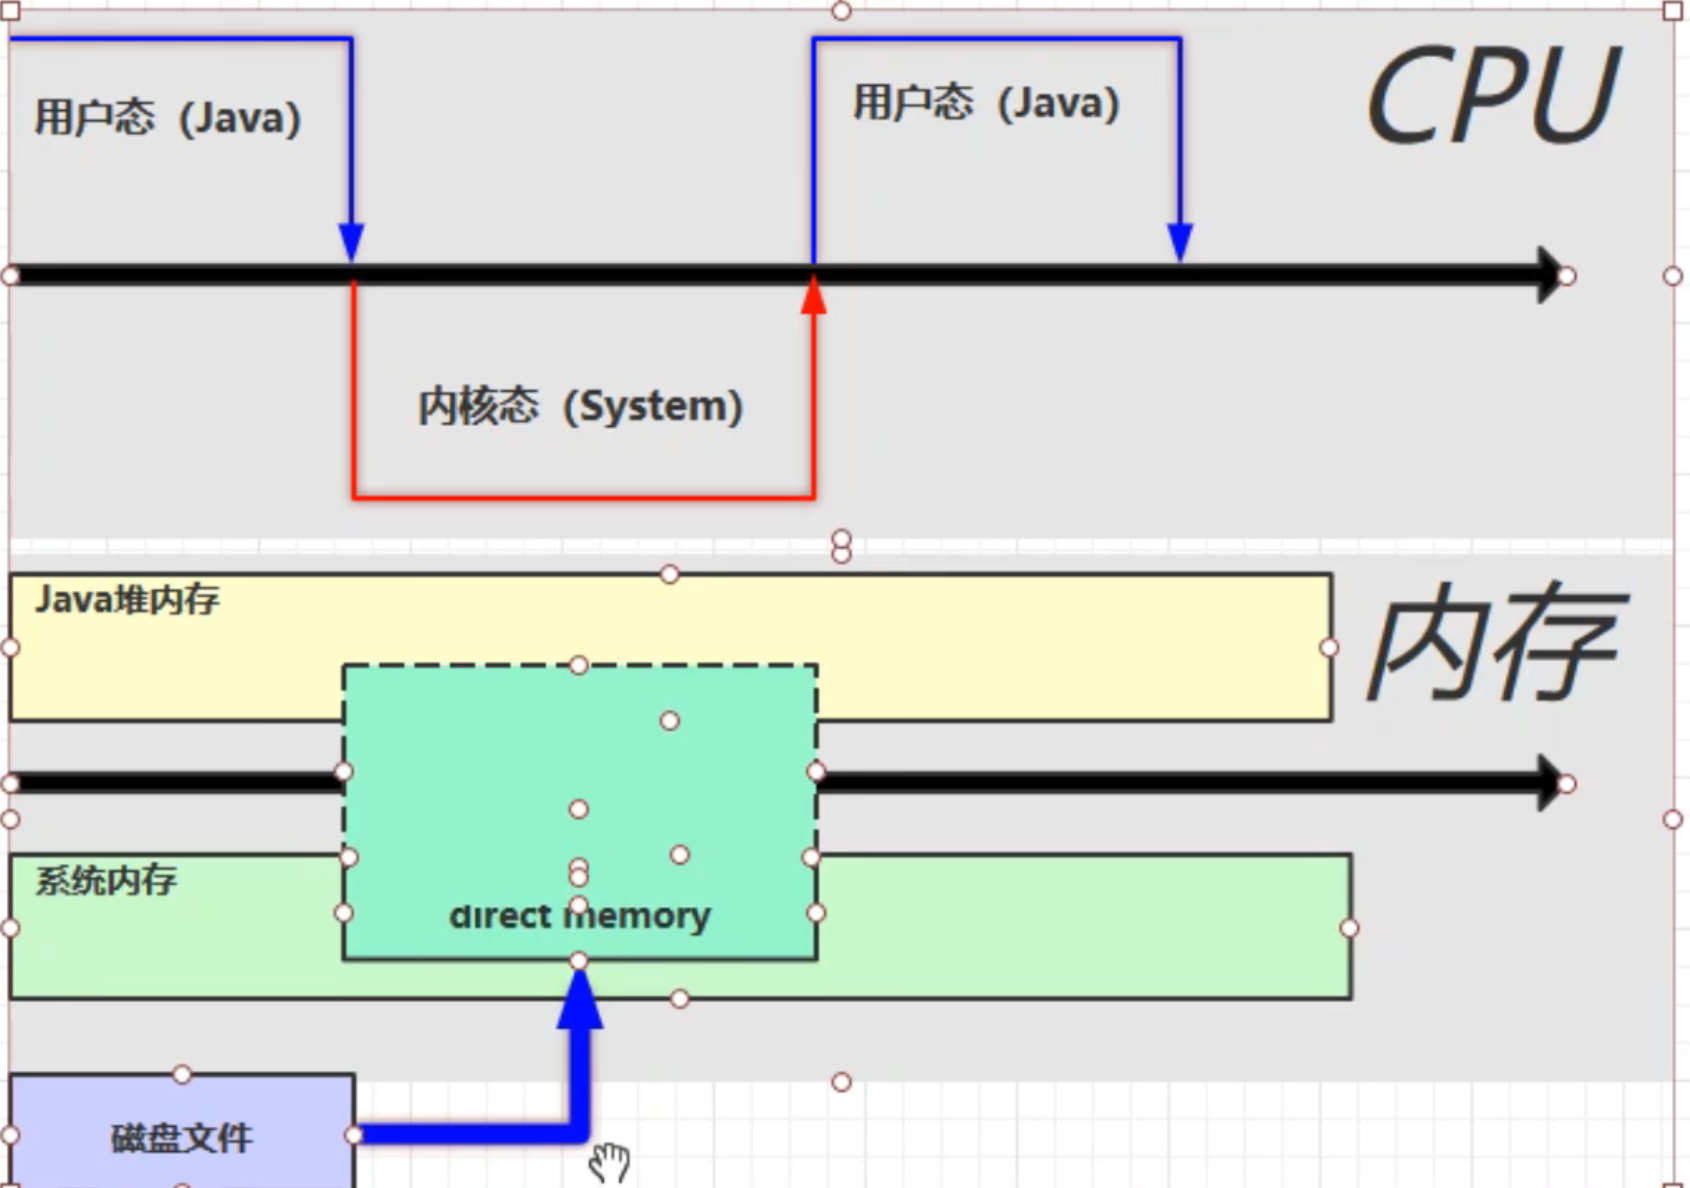 用户态（Java）
用户态（Java）
CPU
内核态（System）
Java堆内存
内存
系统内存
direct memory
磁盘文件